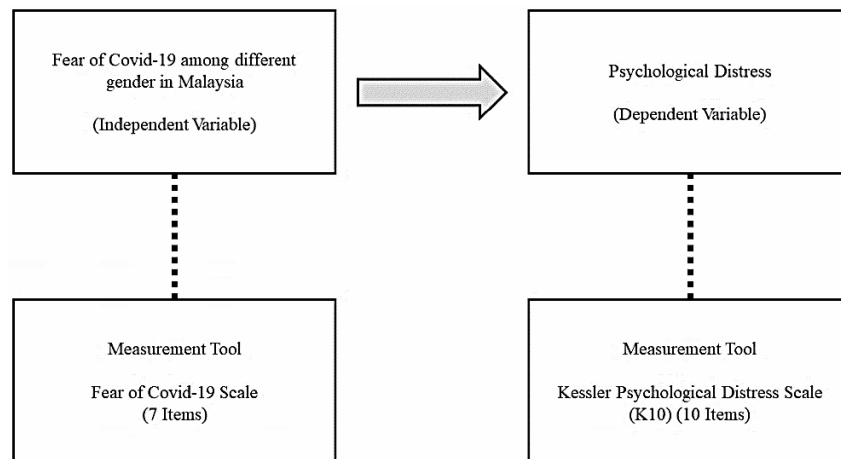 Fear of Covid-19 among different
gender in Malaysia
(Independent Variable)
Psychological Distress
(Dependent Variable)
Measurement Tool
Fear of Covid-19 Scale
(7 Items)
Measurement Tool
Kessler Psychological Distress Scale
(K10) (10 Items)